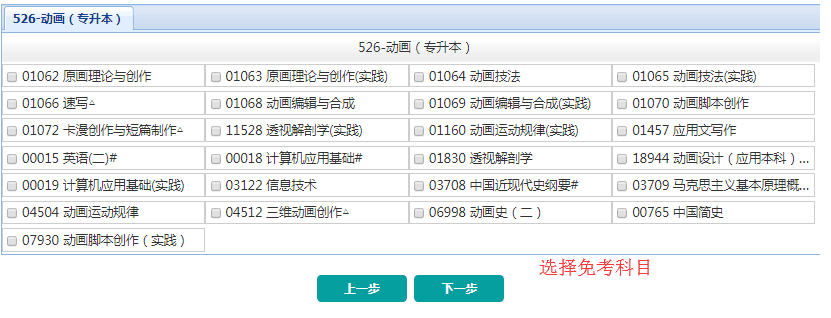 526-动画（专升本）
526-动画（专升本）
01062 原画理论与创作 01063 原画理论与创作(实践) 01064 动画技法 01065 动画技法(实践)
01066 速写△ 01068 动画编辑与合成 01069 动画编辑与合成(实践) 01070 动画脚本创作
01072 卡漫创作与短篇制作△ 11528 透视解剖学(实践) 01160 动画运动规律(实践) 01457 应用文写作
00015 英语(二)# 00018 计算机应用基础# 01830 透视解剖学 18944 动画设计（应用本科）...
00019 计算机应用基础(实践) 03122 信息技术 03708 中国近现代史纲要# 03709 马克思主义基本原理概...
04504 动画运动规律 04512 三维动画创作△ 06998 动画史（二） 00765 中国简史
07930 动画脚本创作（实践）
选择免考科目
上一步 下一步